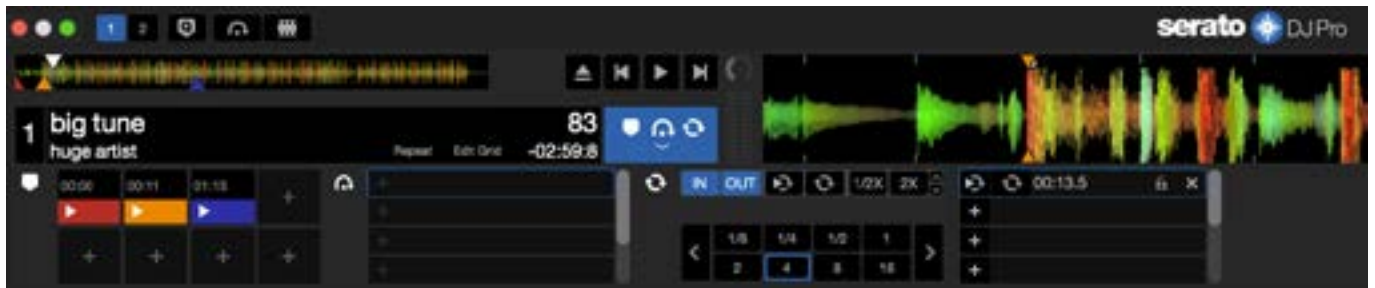 1 2
serato DJ Pro
1 big tune 83
huge artist Repeat Edit Grid -02:59:8
00:00 00:11 01:13 +
IN OUT 1/2X 2X 00:13.5
1/8 1/4 1/2 1
2 4 8 16